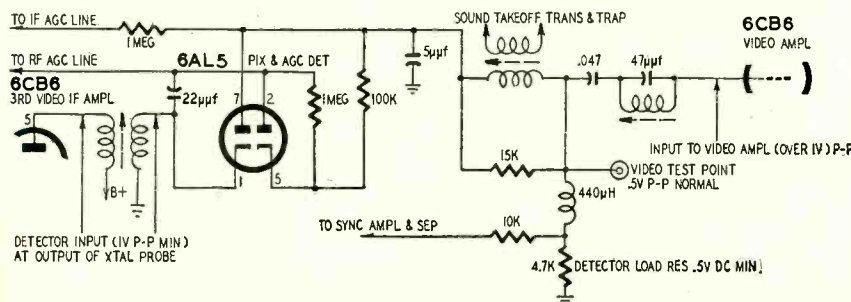 TO IF AGC LINE
1MEG
TO RF AGC LINE
6AL5
PIX & AGC DET
6CB6
3RD VIDEO IF AMPL
5
22µµf
7
2
1
5
1MEG
100K
5µµf
VB+
DETECTOR INPUT (1V P-P MIN)
AT OUTPUT OF XTAL PROBE
SOUND TAKEOFF TRANS & TRAP
.047
47µµf
6CB6
VIDEO AMPL
INPUT TO VIDEO AMPL (OVER 1V) P-P
15K
VIDEO TEST POINT
.5V P-P NORMAL
440µH
TO SYNC AMPL & SEP
10K
4.7K
DETECTOR LOAD RES .5V DC MIN.